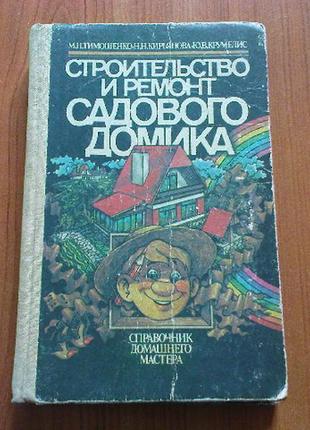 М.Н.ТИМОШЕНКО·Н.Н.КИРЬЯНОВА·Ю.В.КРУМЕЛИС
СТРОИТЕЛЬСТВО
И РЕМОНТ
САДОВОГО
ДОМИКА
СПРАВОЧНИК
ДОМАШНЕГО
МАСТЕРА